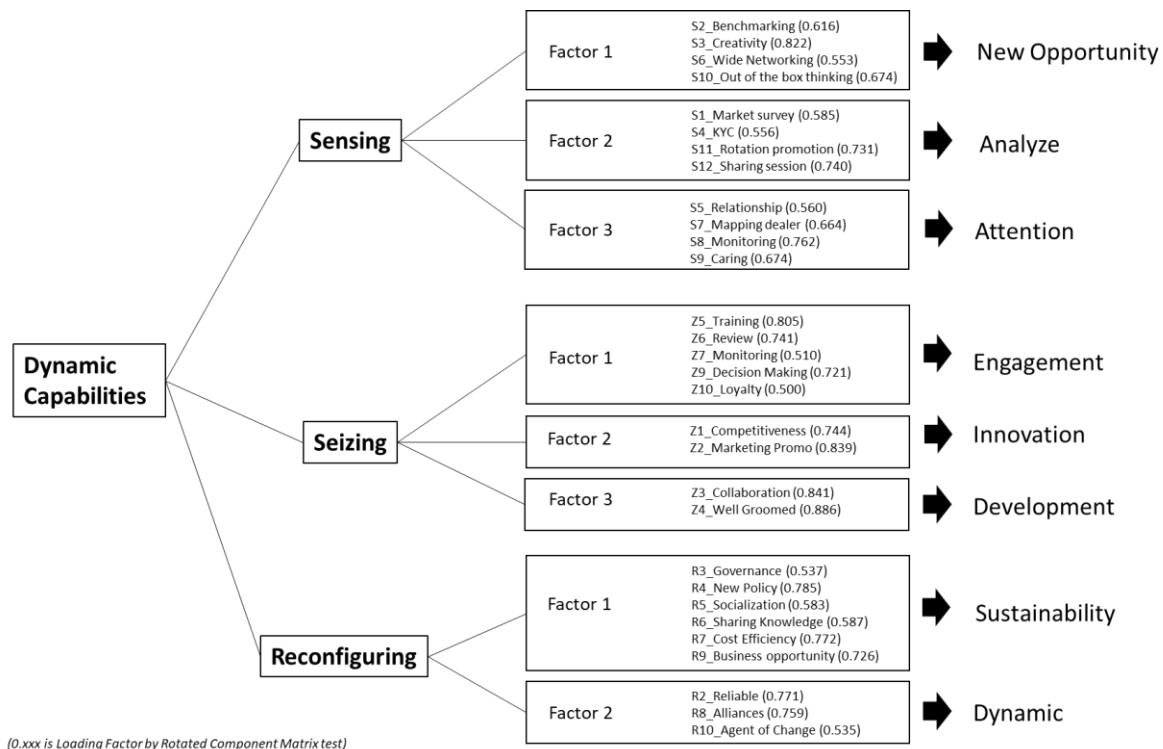 Dynamic
Capabilities
Sensing
Factor 1
S2_Benchmarking (0.616)
S3_Creativity (0.822)
S6_Wide Networking (0.553)
S10_Out of the box thinking (0.674)
New Opportunity
Factor 2
S1_Market survey (0.585)
S4_KYC (0.556)
S11_Rotation promotion (0.731)
S12_Sharing session (0.740)
Analyze
Factor 3
S5_Relationship (0.560)
S7_Mapping dealer (0.664)
S8_Monitoring (0.762)
S9_Caring (0.674)
Attention
Seizing
Factor 1
Z5_Training (0.805)
Z6_Review (0.741)
Z7_Monitoring (0.510)
Z9_Decision Making (0.721)
Z10_Loyalty (0.500)
Engagement
Factor 2
Z1_Competitiveness (0.744)
Z2_Marketing Promo (0.839)
Innovation
Factor 3
Z3_Collaboration (0.841)
Z4_Well Groomed (0.886)
Development
Reconfiguring
Factor 1
R3_Governance (0.537)
R4_New Policy (0.785)
R5_Socialization (0.583)
R6_Sharing Knowledge (0.587)
R7_Cost Efficiency (0.772)
R9_Business opportunity (0.726)
Sustainability
Factor 2
R2_Reliable (0.771)
R8_Alliances (0.759)
R10_Agent of Change (0.535)
Dynamic
(0.xxx is Loading Factor by Rotated Component Matrix test)